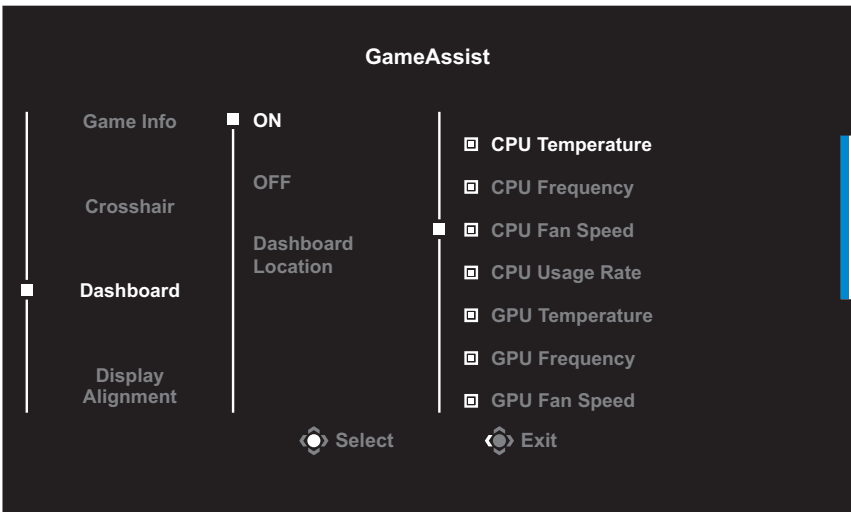 GameAssist
Game Info
Crosshair
Dashboard
Display
Alignment
ON
OFF
Dashboard
Location
CPU Temperature
CPU Frequency
CPU Fan Speed
CPU Usage Rate
GPU Temperature
GPU Frequency
GPU Fan Speed
Select
Exit